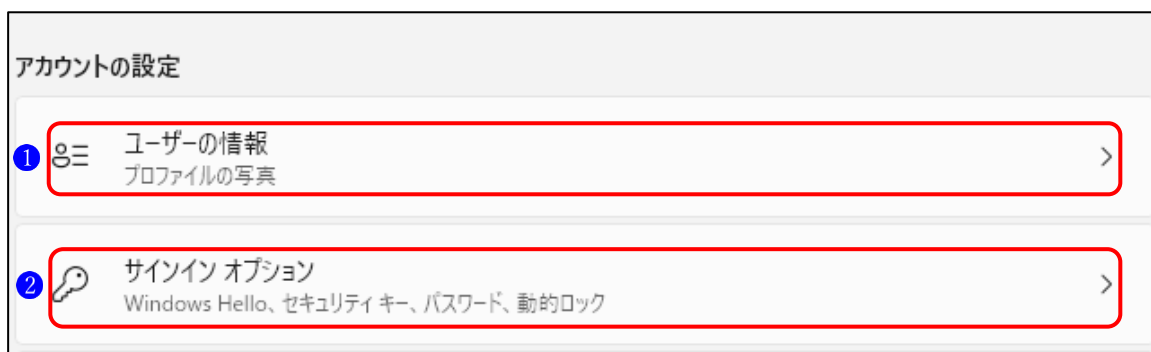 アカウントの設定
1
ユーザーの情報
プロファイルの写真
2
サインイン オプション
Windows Hello、セキュリティ キー、パスワード、動的ロック